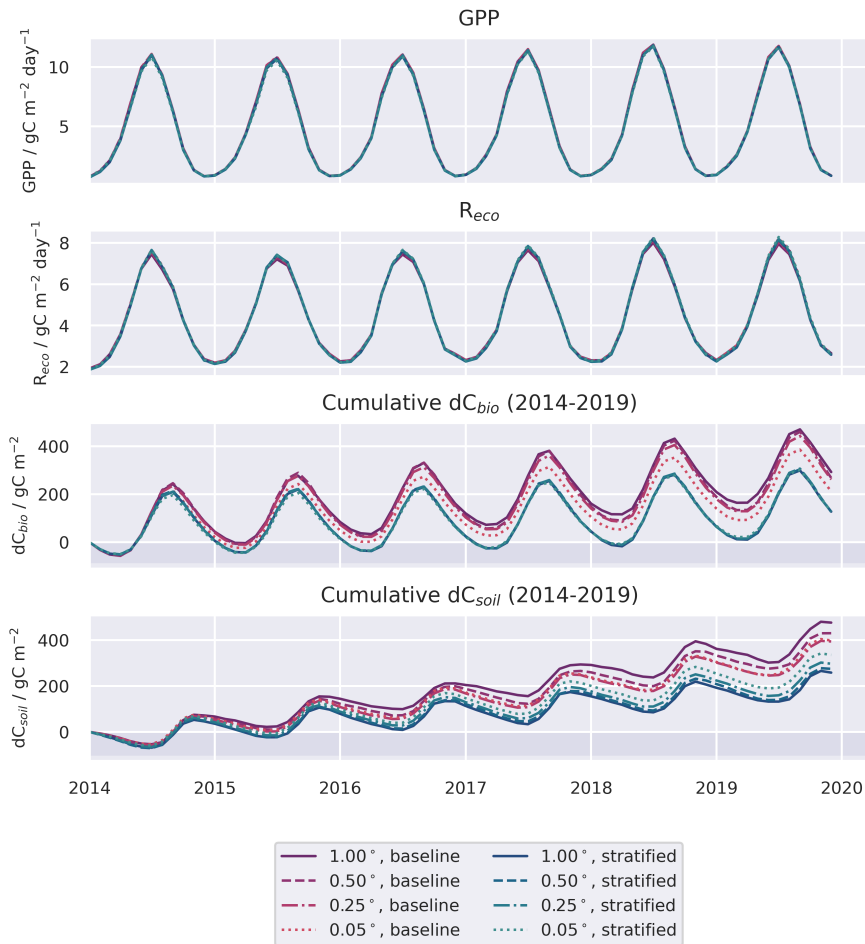 GPP
GPP / gC m⁻² day⁻¹
10
5
R_eco
R_eco / gC m⁻² day⁻¹
8
6
4
2
Cumulative dC_bio (2014-2019)
dC_bio / gC m⁻²
400
200
0
Cumulative dC_soil (2014-2019)
dC_soil / gC m⁻²
400
200
0
2014 2015 2016 2017 2018 2019 2020
1.00°, baseline 1.00°, stratified
0.50°, baseline 0.50°, stratified
0.25°, baseline 0.25°, stratified
0.05°, baseline 0.05°, stratified